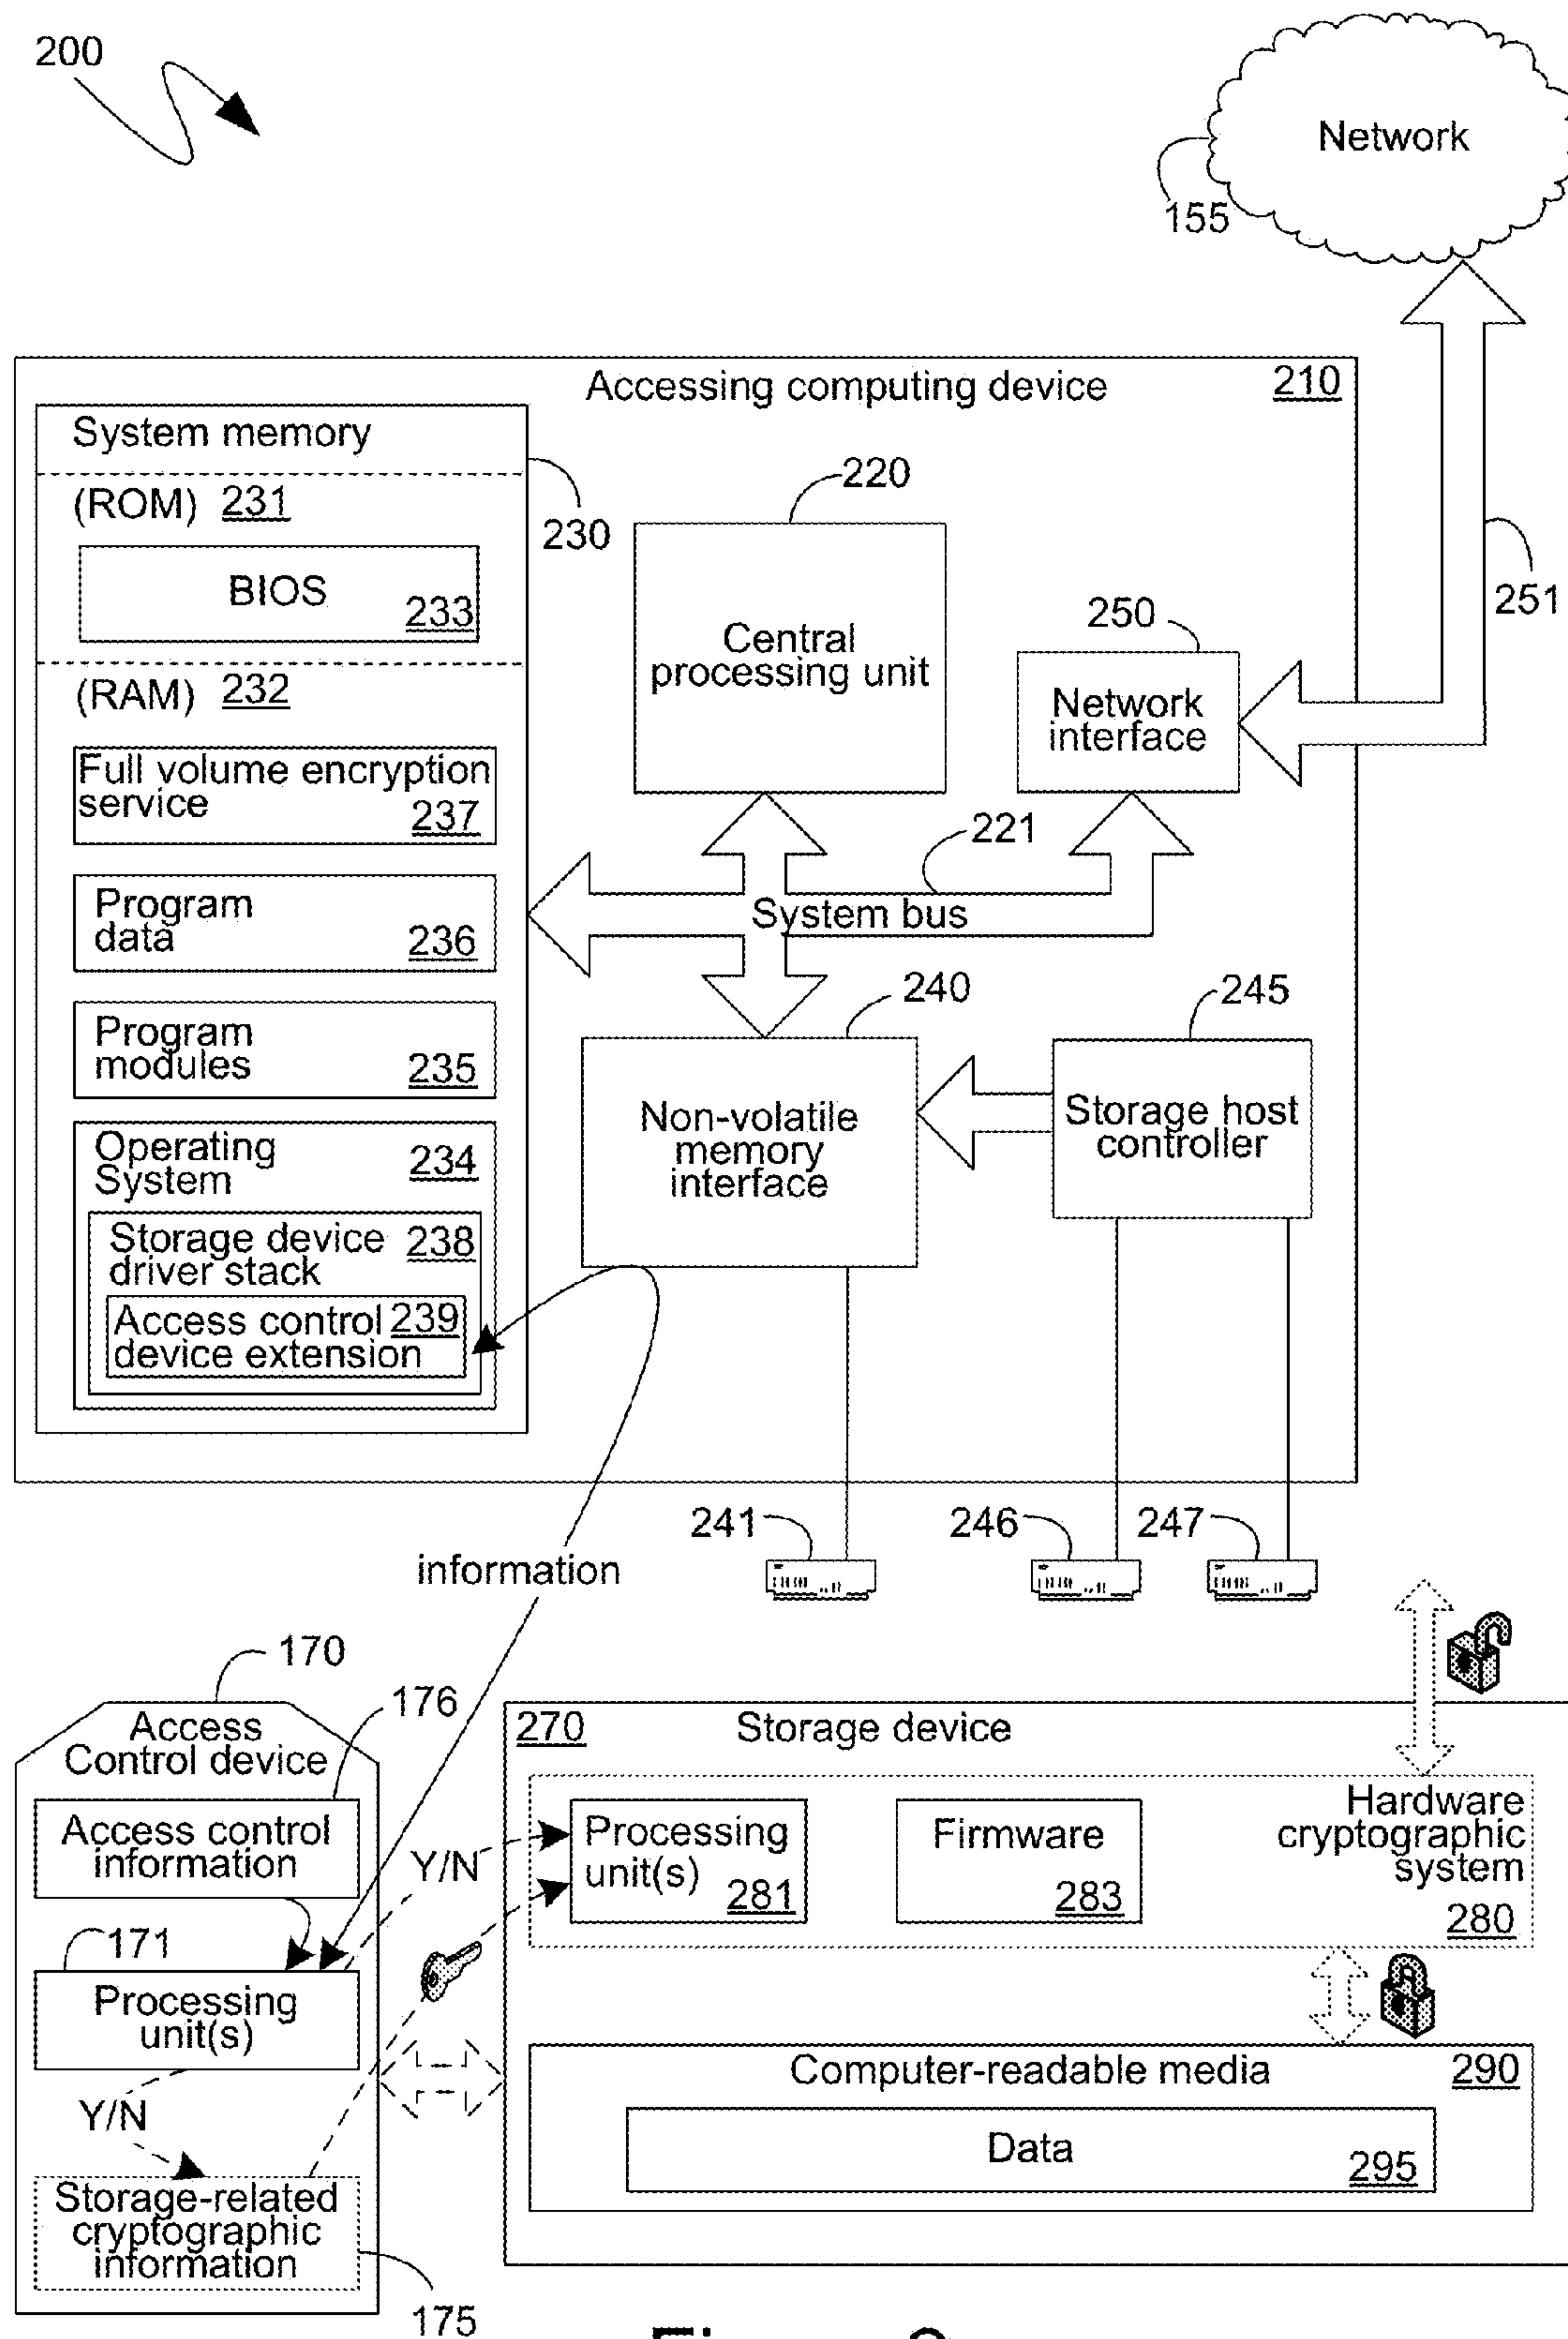 200
Network
155
Accessing computing device 210
System memory
230
(ROM) 231
BIOS 233
(RAM) 232
Full volume encryption
service 237
Program
data 236
Program
modules 235
Operating
System 234
Storage device 238
driver stack
Access control 239
device extension
220
Central
processing unit
250
Network
interface
251
221
System bus
240
Non-volatile
memory
interface
245
Storage host
controller
241
246
247
information
170
Access
Control device
176
Access control
information
171
Processing
unit(s)
Y/N
Y/N
Storage-related
cryptographic
information
175
270 Storage device
Processing
unit(s) 281
Firmware
283
Hardware
cryptographic
system
280
Computer-readable media 290
Data 295